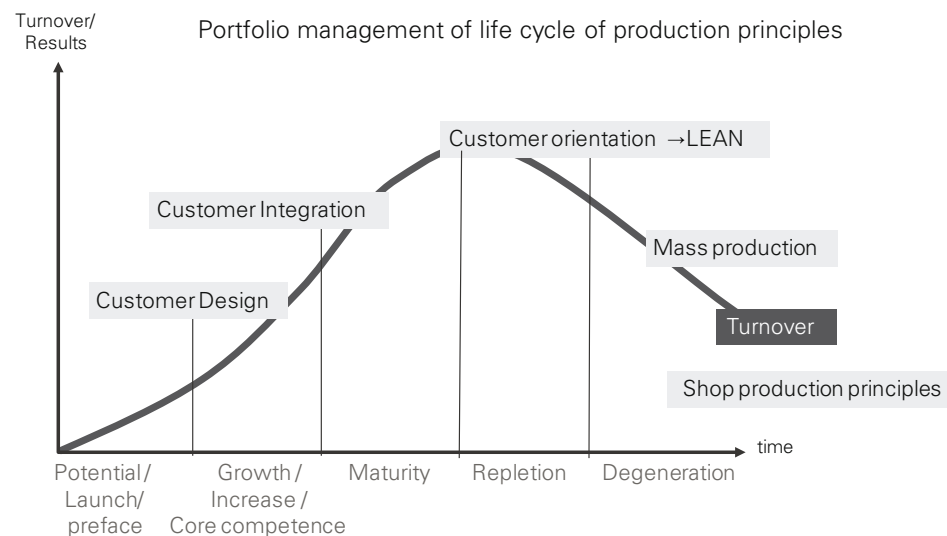 Turnover/
Results
Portfolio management of life cycle of production principles
Customer orientation →LEAN
Customer Integration
Mass production
Customer Design
Turnover
Shop production principles
time
Potential/
Launch/
preface
Growth/
Increase/
Core competence
Maturity
Repletion
Degeneration